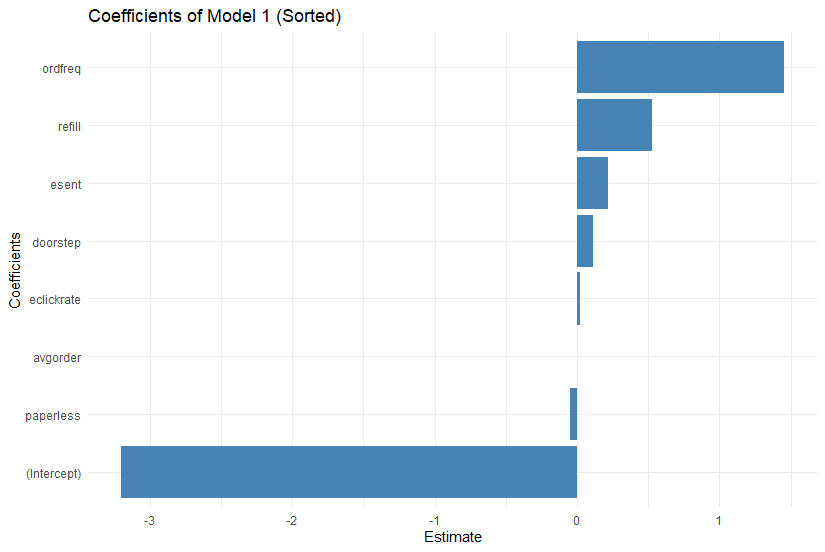 Coefficients of Model 1 (Sorted)
ordfreq
refill
esent
doorstep
eclickrate
avgorder
paperless
(Intercept)
Coefficients
-3 -2 -1 0 1
Estimate